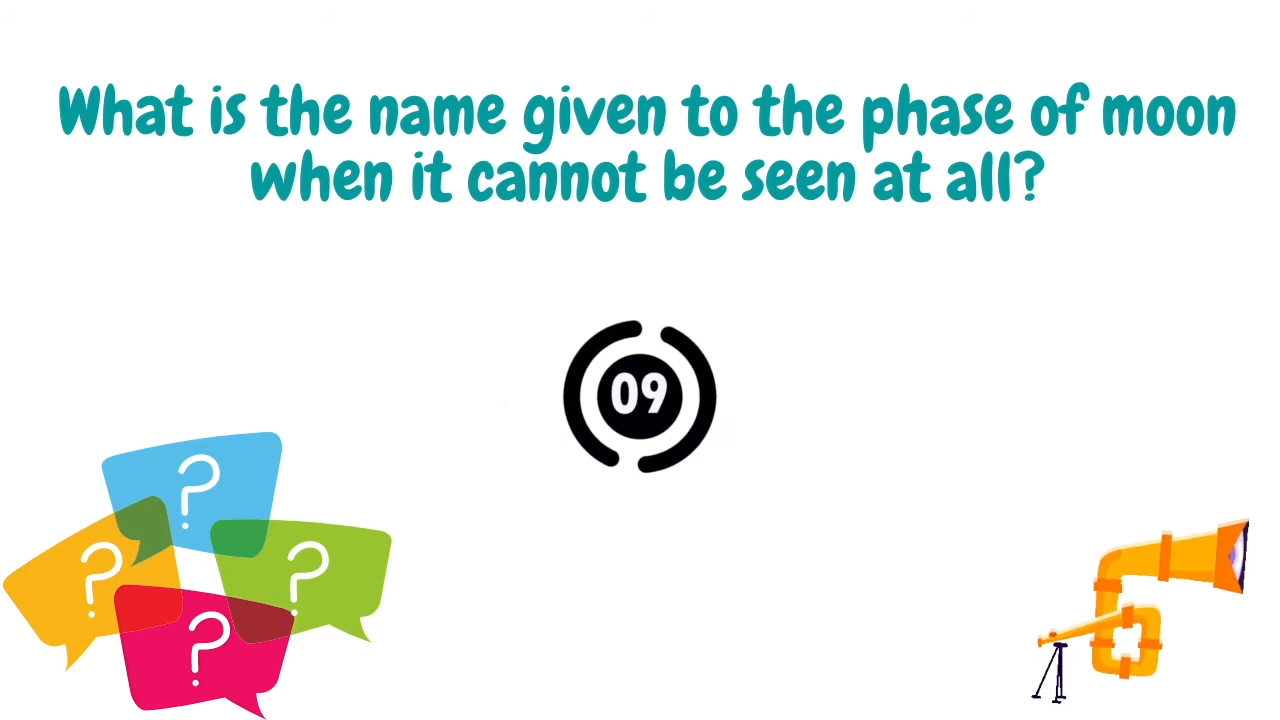 What is the name given to the phase of moon
when it cannot be seen at all?
09
?
?
?
?